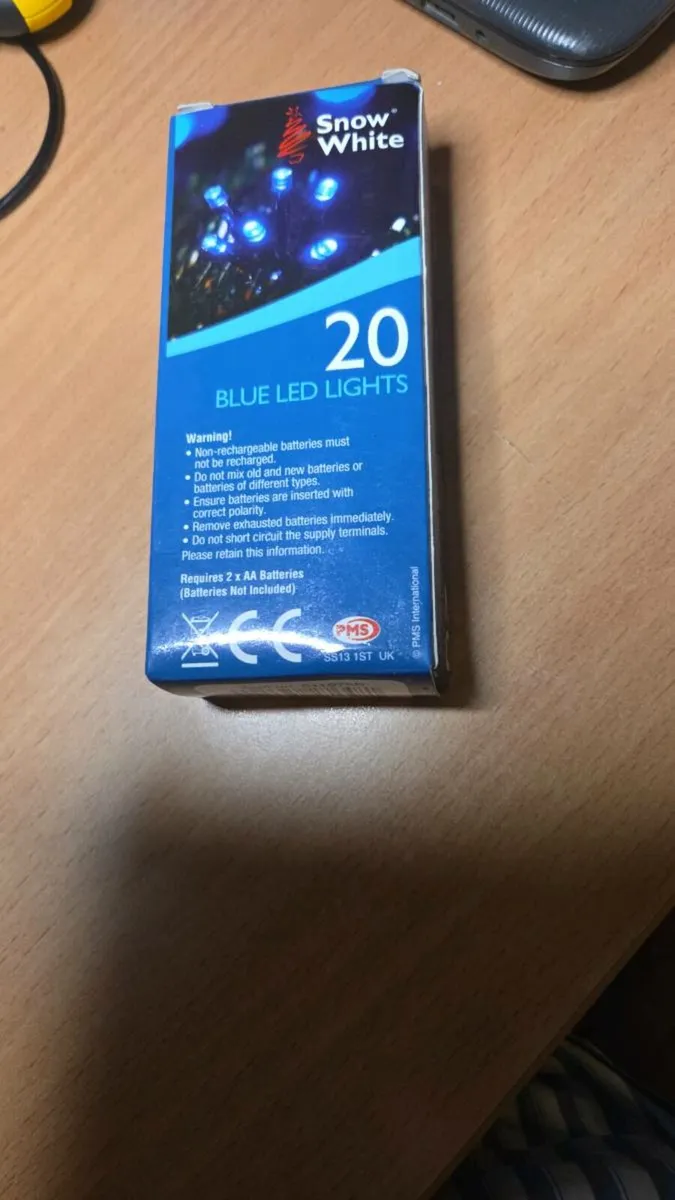 Snow®
White
20
BLUE LED LIGHTS
Warning!
• Non-rechargeable batteries must
not be recharged.
• Do not mix old and new batteries or
batteries of different types.
• Ensure batteries are inserted with
correct polarity.
• Remove exhausted batteries immediately.
• Do not short circuit the supply terminals.
Please retain this information.
Requires 2 x AA Batteries
(Batteries Not Included)
CE
PMS
SS13 1ST UK
© PMS International